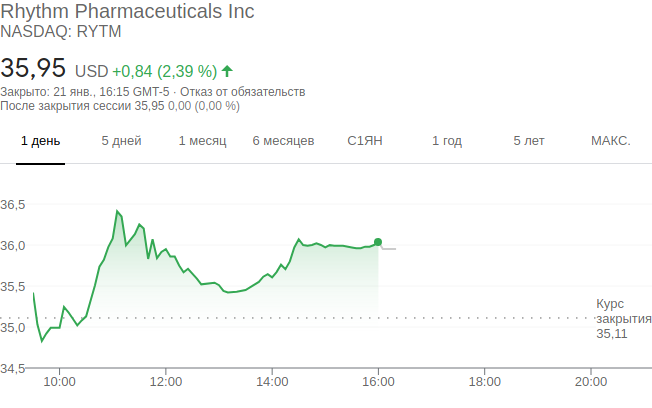 Rhythm Pharmaceuticals Inc
NASDAQ: RYTM
35,95 USD +0,84 (2,39 %)
Закрыто: 21 янв., 16:15 GMT-5 · Отказ от обязательств
После закрытия сессии 35,95 0,00 (0,00 %)
1 день 5 дней 1 месяц 6 месяцев С1ЯН 1 год 5 лет МАКС.
36,5
36,0
35,5
Курс
закрытия
35,11
35,0
34,5
10:00 12:00 14:00 16:00 18:00 20:00